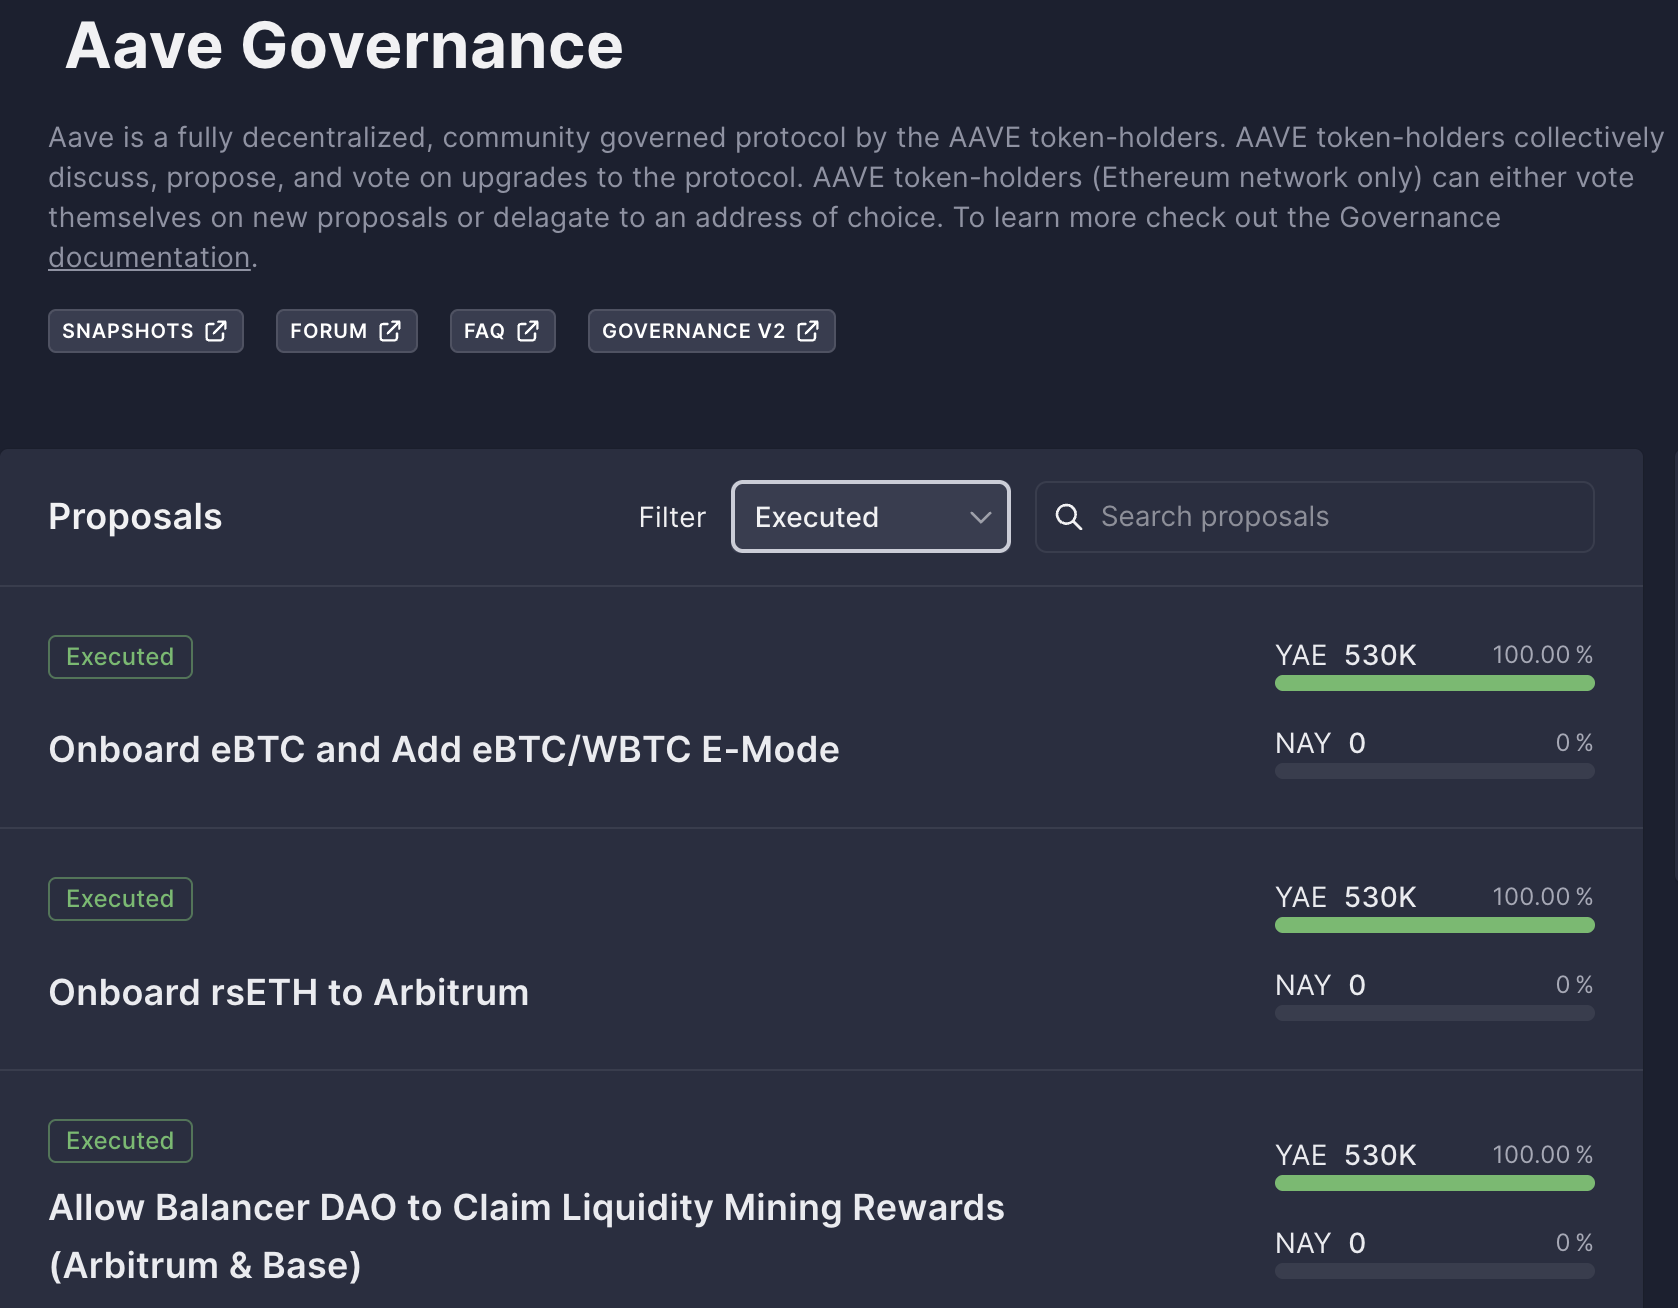 Aave Governance
Aave is a fully decentralized, community governed protocol by the AAVE token-holders. AAVE token-holders collectively
discuss, propose, and vote on upgrades to the protocol. AAVE token-holders (Ethereum network only) can either vote
themselves on new proposals or delagate to an address of choice. To learn more check out the Governance
documentation.
SNAPSHOTS FORUM FAQ GOVERNANCE V2
Proposals Filter Executed Search proposals
Executed
YAE 530K 100.00 %
Onboard eBTC and Add eBTC/WBTC E-Mode
NAY 0 0 %
Executed
YAE 530K 100.00 %
Onboard rsETH to Arbitrum
NAY 0 0 %
Executed
YAE 530K 100.00 %
Allow Balancer DAO to Claim Liquidity Mining Rewards
(Arbitrum & Base)
NAY 0 0 %